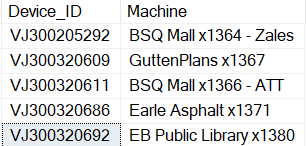 Device_ID Machine
VJ300205292 BSQ Mall x1364 - Zales
VJ300320609 GuttenPlans x1367
VJ300320611 BSQ Mall x1366 - ATT
VJ300320686 Earle Asphalt x1371
VJ300320692 EB Public Library x1380